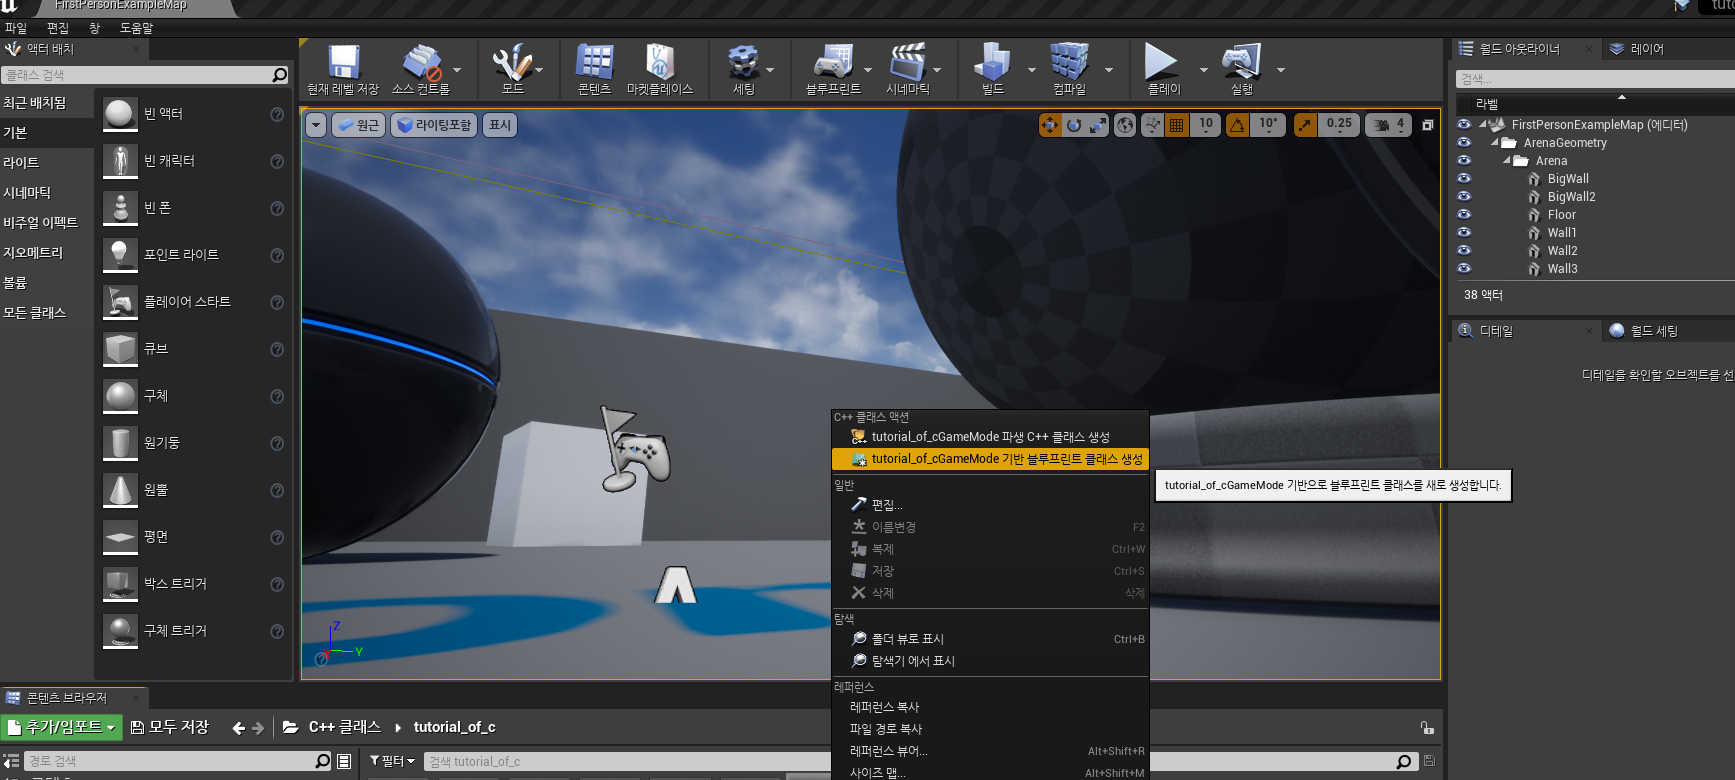 FirstPersonExampleMap
파일 편집 창 도움말
액터 배치
클래스 검색
최근 배치됨
기본
라이트
시네마틱
비주얼 이펙트
지오메트리
볼륨
모든 클래스
빈 액터
빈 캐릭터
빈 폰
포인트 라이트
플레이어 스타트
큐브
구체
원기둥
원뿔
평면
박스 트리거
구체 트리거
현재 레벨 저장
소스 컨트롤
모드
콘텐츠
마켓플레이스
세팅
블루프린트
시네마틱
빌드
컴파일
플레이
실행
원근
라이팅포함
표시
10
10°
0.25
4
Z
Y
C++ 클래스 액션
tutorial_of_cGameMode 파생 C++ 클래스 생성
tutorial_of_cGameMode 기반 블루프린트 클래스 생성
tutorial_of_cGameMode 기반으로 블루프린트 클래스를 새로 생성합니다.
일반
편집...
이름변경 F2
복제 Ctrl+W
저장 Ctrl+S
삭제 삭제
탐색
폴더 뷰로 표시 Ctrl+B
탐색기 에서 표시
레퍼런스
레퍼런스 복사
파일 경로 복사
레퍼런스 뷰어... Alt+Shift+R
사이즈 맵... Alt+Shift+M
월드 아웃라이너
레이어
검색...
라벨
FirstPersonExampleMap (에디터)
ArenaGeometry
Arena
BigWall
BigWall2
Floor
Wall1
Wall2
Wall3
38 액터
디테일
월드 세팅
디테일을 확인할 오브젝트를 선
콘텐츠 브라우저
추가/임포트
모두 저장
C++ 클래스
tutorial_of_c
경로 검색
필터
검색 tutorial_of_c